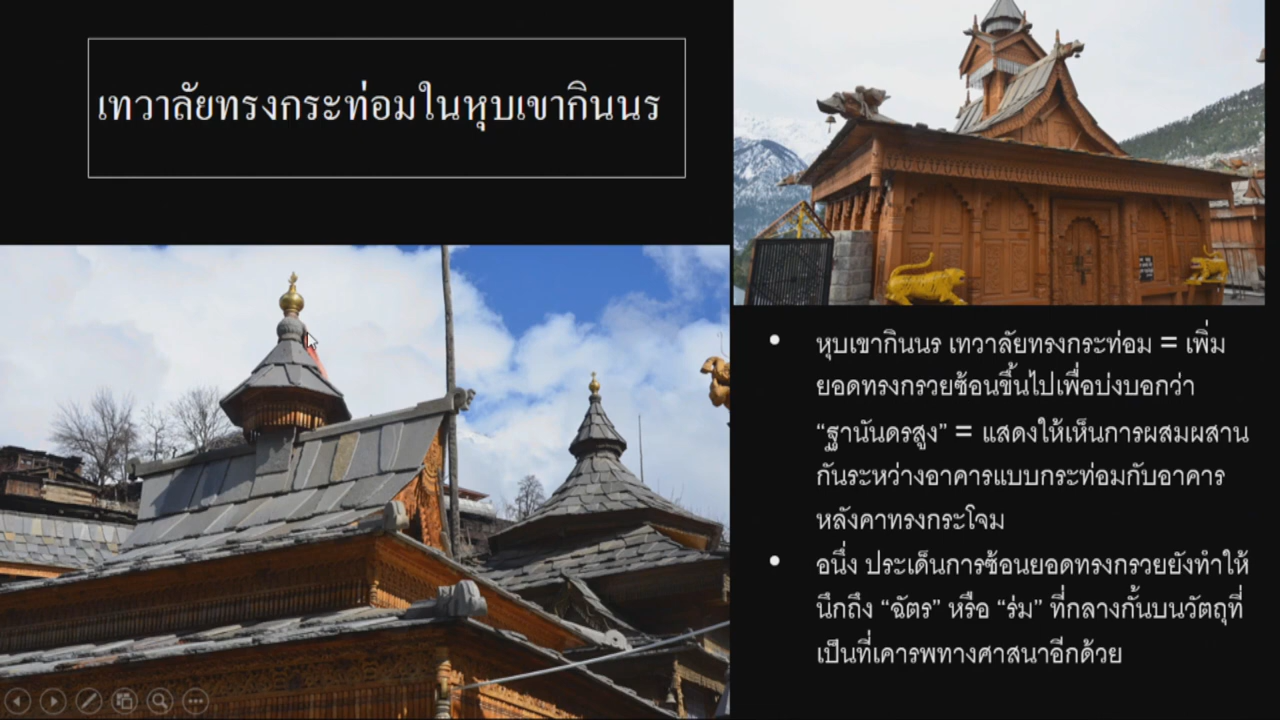 เทวาลัยทรงกระท่อมในหุบเขากินนร
• หุบเขากินนร เทวาลัยทรงกระท่อม = เพิ่ม
ยอดทรงกรวยซ้อนขึ้นไปเพื่อบ่งบอกว่า
“ฐานันดรสูง” = แสดงให้เห็นการผสมผสาน
กันระหว่างอาคารแบบกระท่อมกับอาคาร
หลังคาทรงกระโจม
• อนึ่ง ประเด็นการซ้อนยอดทรงกรวยยังทำให้
นึกถึง “ฉัตร” หรือ “ร่ม” ที่กลางกั้นบนวัตถุที่
เป็นที่เคารพทางศาสนาอีกด้วย